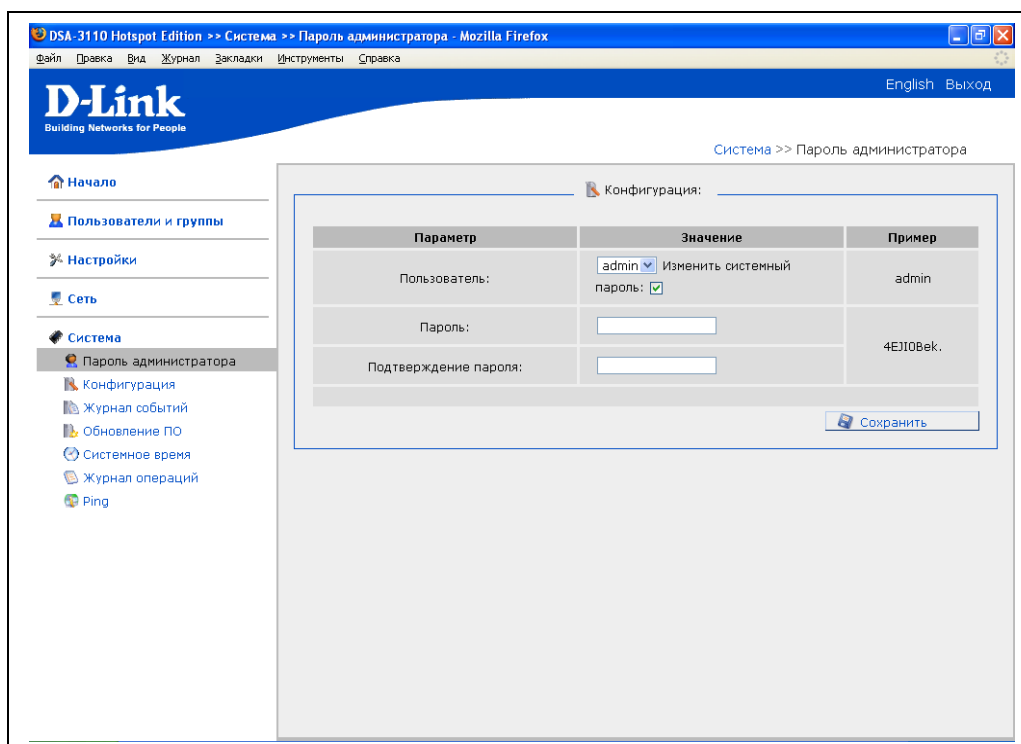 DSA-3110 Hotspot Edition >> Система >> Пароль администратора - Mozilla Firefox
Файл Правка Вид Журнал Закладки Инструменты Справка
English Выход
D-Link
Building Networks for People
Система >> Пароль администратора
Начало
Пользователи и группы
Настройки
Сеть
Система
Пароль администратора
Конфигурация
Журнал событий
Обновление ПО
Системное время
Журнал операций
Ping
Конфигурация:
Параметр Значение Пример
Пользователь: admin Изменить системный пароль: admin
Пароль:
4EJI0Bek.
Подтверждение пароля:
Сохранить